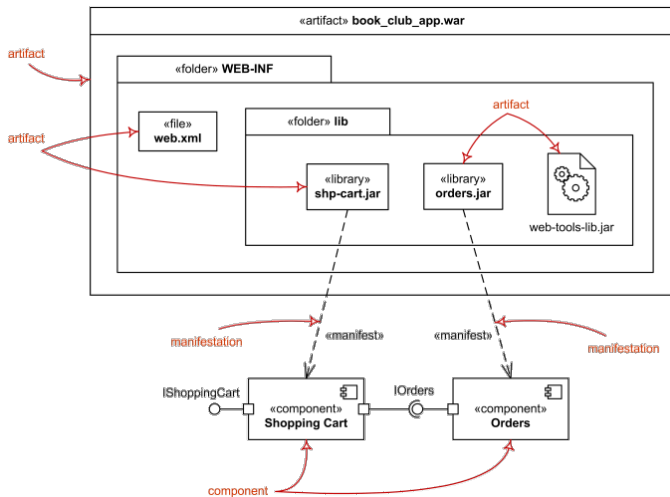 «artifact» book_club_app.war
artifact
«folder» WEB-INF
artifact
«file»
web.xml
«folder» lib
artifact
«library»
shp-cart.jar
«library»
orders.jar
web-tools-lib.jar
manifestation
«manifest»
«manifest»
manifestation
IShoppingCart
«component»
Shopping Cart
IOrders
«component»
Orders
component